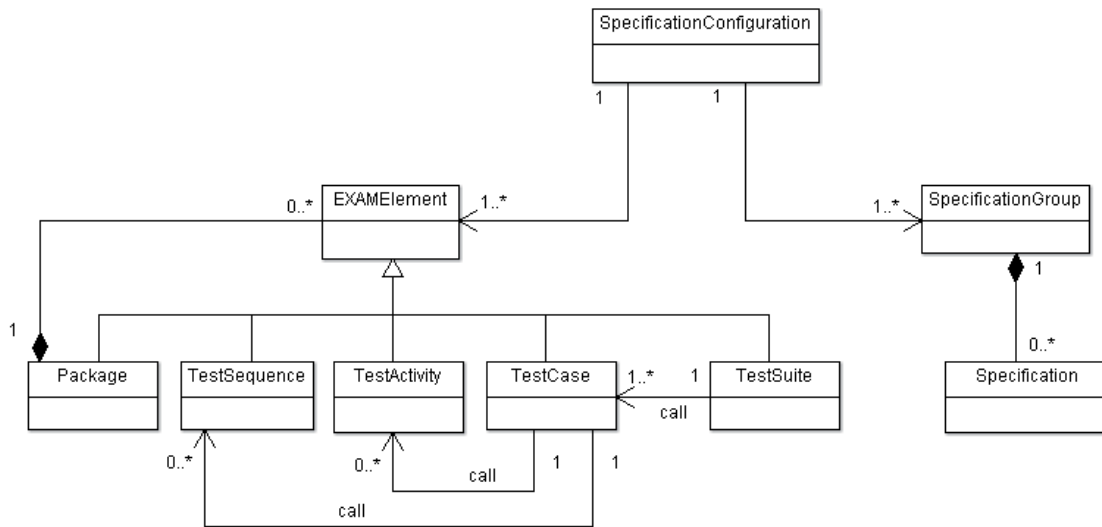 SpecificationConfiguration
1
1
0..*
EXAMElement
1..*
1..*
SpecificationGroup
1
1
0..*
Package
TestSequence
TestActivity
TestCase
1..*
1
TestSuite
Specification
call
0..*
0..*
1
1
call
call